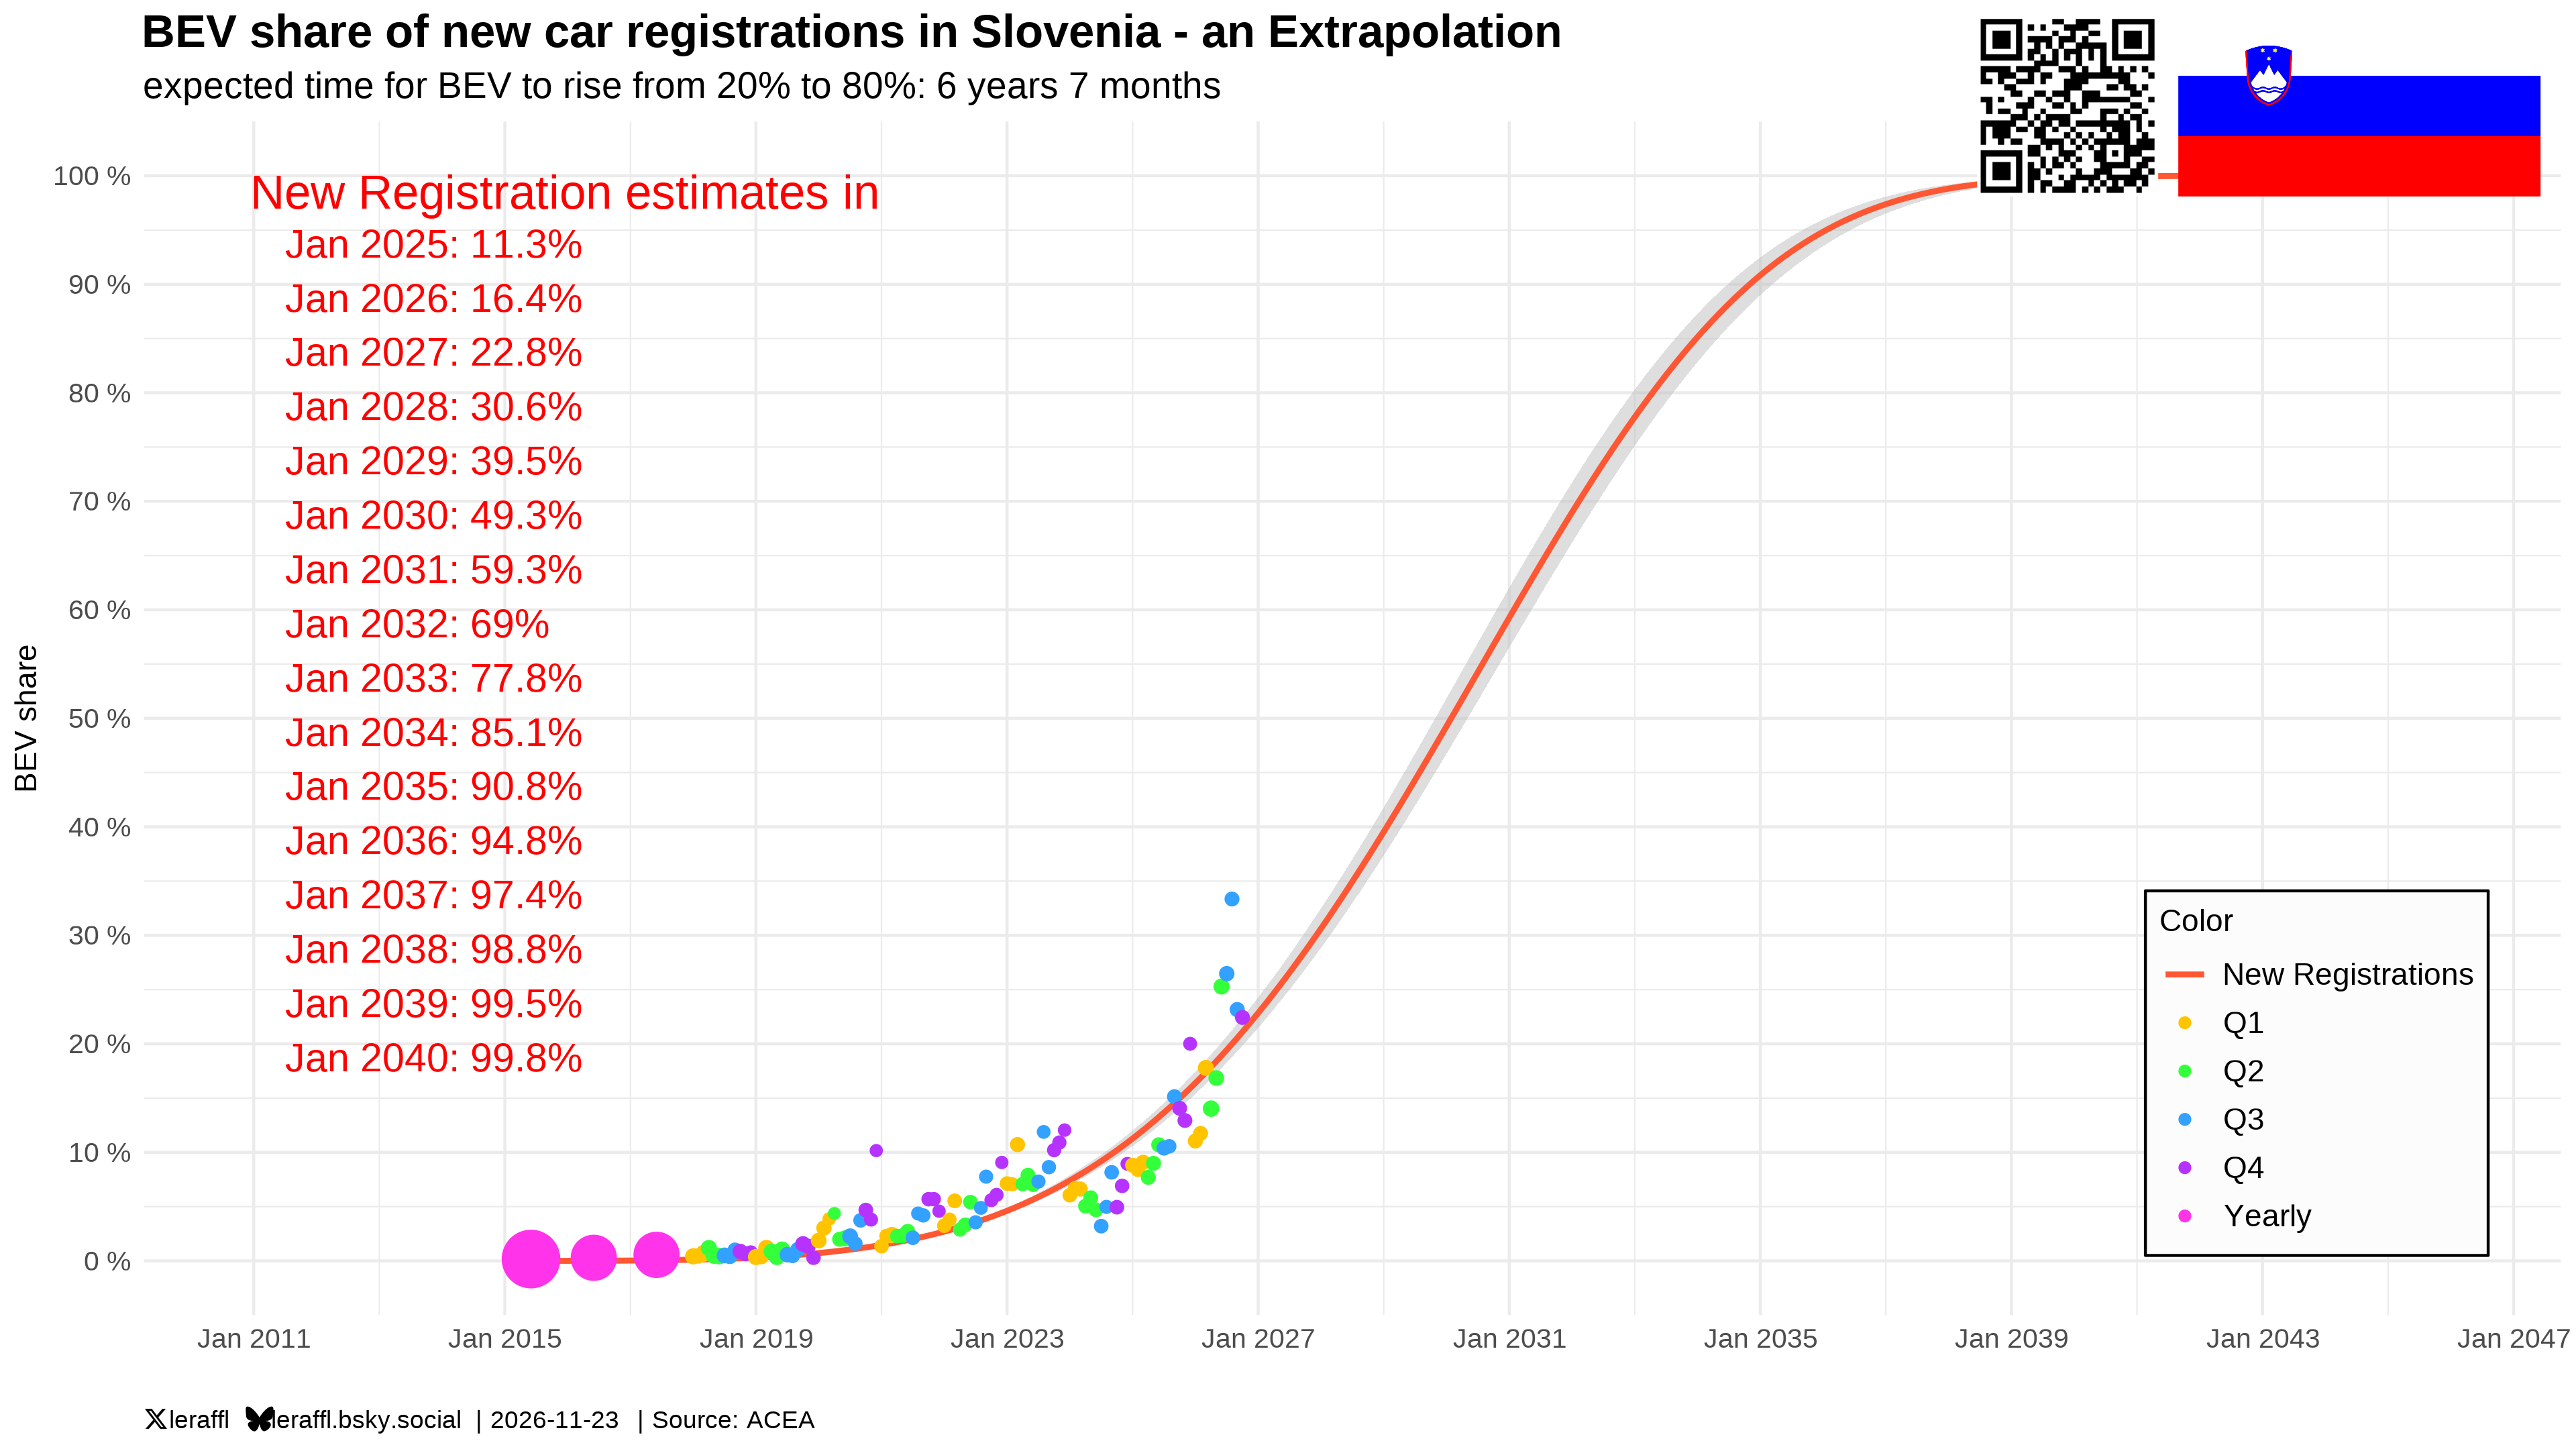 BEV share of new car registrations in Slovenia - an Extrapolation
expected time for BEV to rise from 20% to 80%: 6 years 7 months
New Registration estimates in
Jan 2025: 11.3%
Jan 2026: 16.4%
Jan 2027: 22.8%
Jan 2028: 30.6%
Jan 2029: 39.5%
Jan 2030: 49.3%
Jan 2031: 59.3%
Jan 2032: 69%
Jan 2033: 77.8%
Jan 2034: 85.1%
Jan 2035: 90.8%
Jan 2036: 94.8%
Jan 2037: 97.4%
Jan 2038: 98.8%
Jan 2039: 99.5%
Jan 2040: 99.8%
BEV share
100 %
90 %
80 %
70 %
60 %
50 %
40 %
30 %
20 %
10 %
0 %
Jan 2011 Jan 2015 Jan 2019 Jan 2023 Jan 2027 Jan 2031 Jan 2035 Jan 2039 Jan 2043 Jan 2047
Color
New Registrations
Q1
Q2
Q3
Q4
Yearly
leraffl leraffl.bsky.social | 2026-11-23 | Source: ACEA